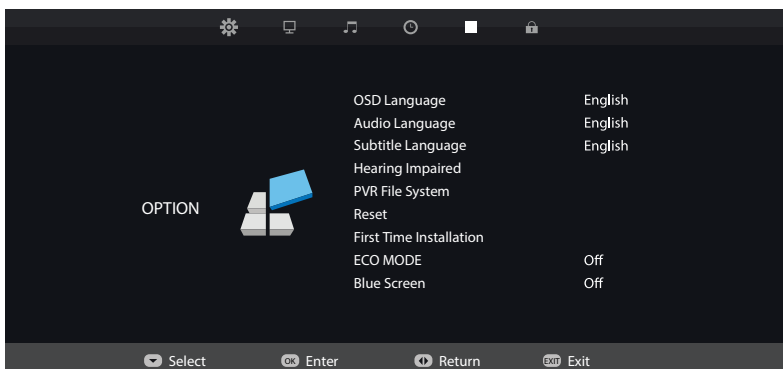 OSD Language English
Audio Language English
Subtitle Language English
Hearing Impaired
PVR File System
OPTION
Reset
First Time Installation
ECO MODE Off
Blue Screen Off
Select OK Enter Return EXIT Exit